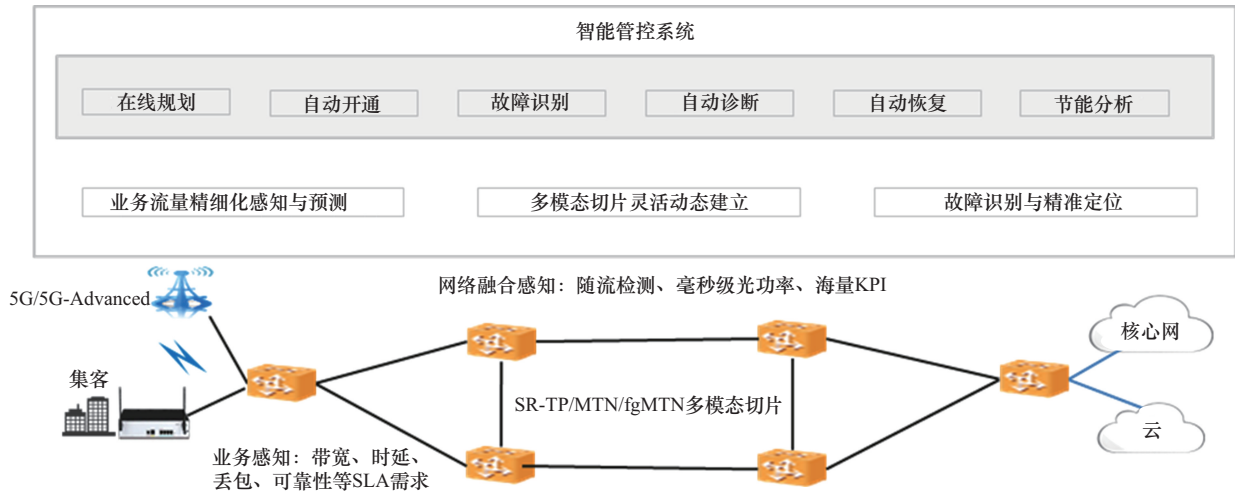 智能管控系统
在线规划
自动开通
故障识别
自动诊断
自动恢复
节能分析
业务流量精细化感知与预测
多模态切片灵活动态建立
故障识别与精准定位
网络融合感知：随流检测、毫秒级光功率、海量KPI
5G/5G-Advanced
核心网
集客
SR-TP/MTN/fgMTN多模态切片
云
业务感知：带宽、时延、
丢包、可靠性等SLA需求